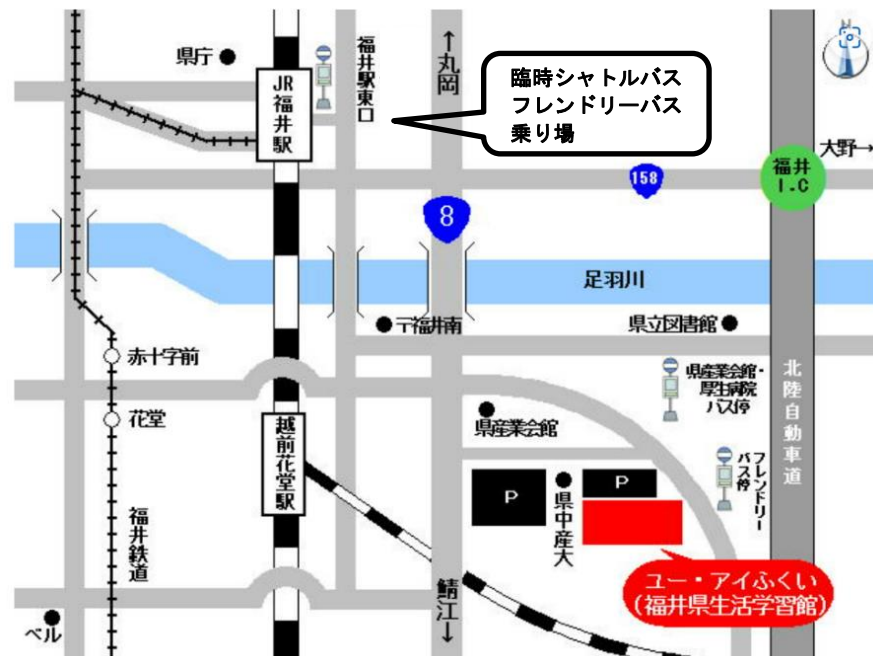 県庁
JR福井駅
福井駅東口
↑丸岡
臨時シャトルバス
フレンドリーバス
乗り場
N
大野→
福井
I.C
158
8
足羽川
〒福井南
県立図書館
赤十字前
花堂
越前花堂駅
県産業会館・
厚生病院
バス停
北陸自動車道
県産業会館
フレンドリー
バス停
P
県中産大
P
福井鉄道
ユー・アイふくい
(福井県生活学習館)
鯖江↓
ベル